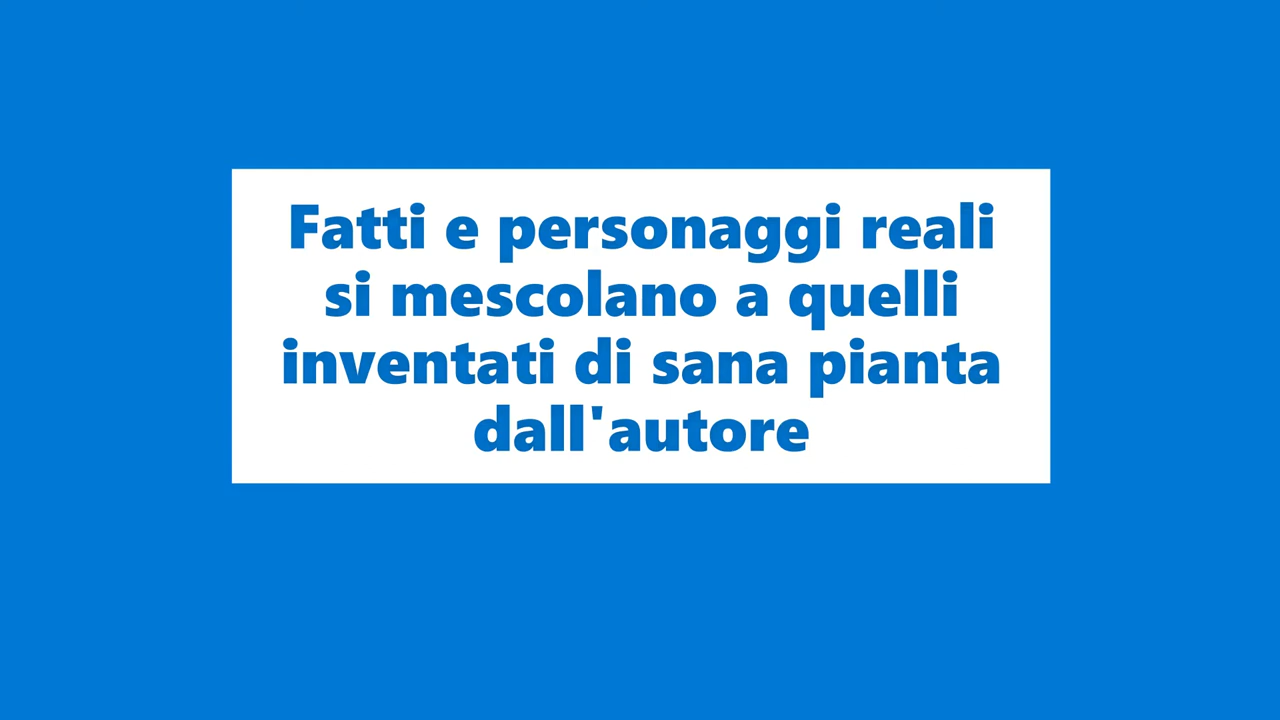 Fatti e personaggi reali
si mescolano a quelli
inventati di sana pianta
dall'autore